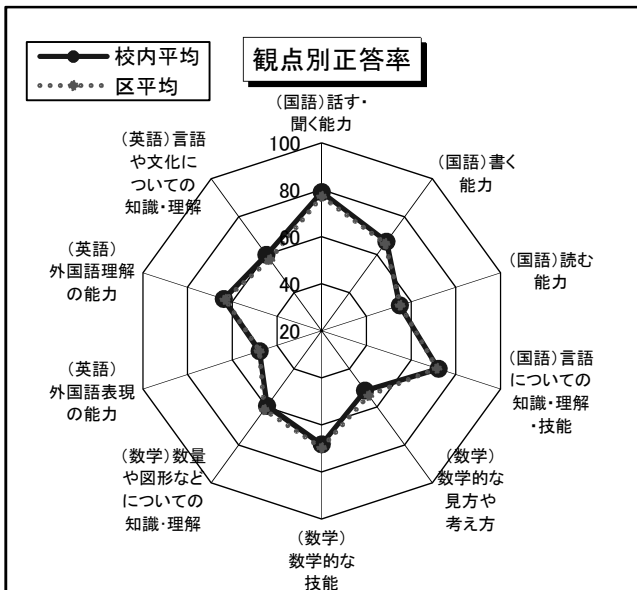 校内平均
区平均
観点別正答率
(国語)話す・
聞く能力
(国語)書く
能力
(国語)読む
能力
(国語)言語
についての
知識・理解
・技能
(数学)
数学的な
見方や
考え方
(数学)
数学的な
技能
(数学)数量
や図形など
についての
知識・理解
(英語)
外国語表現
の能力
(英語)
外国語理解
の能力
(英語)言語
や文化に
ついての
知識・理解
100
80
60
40
20